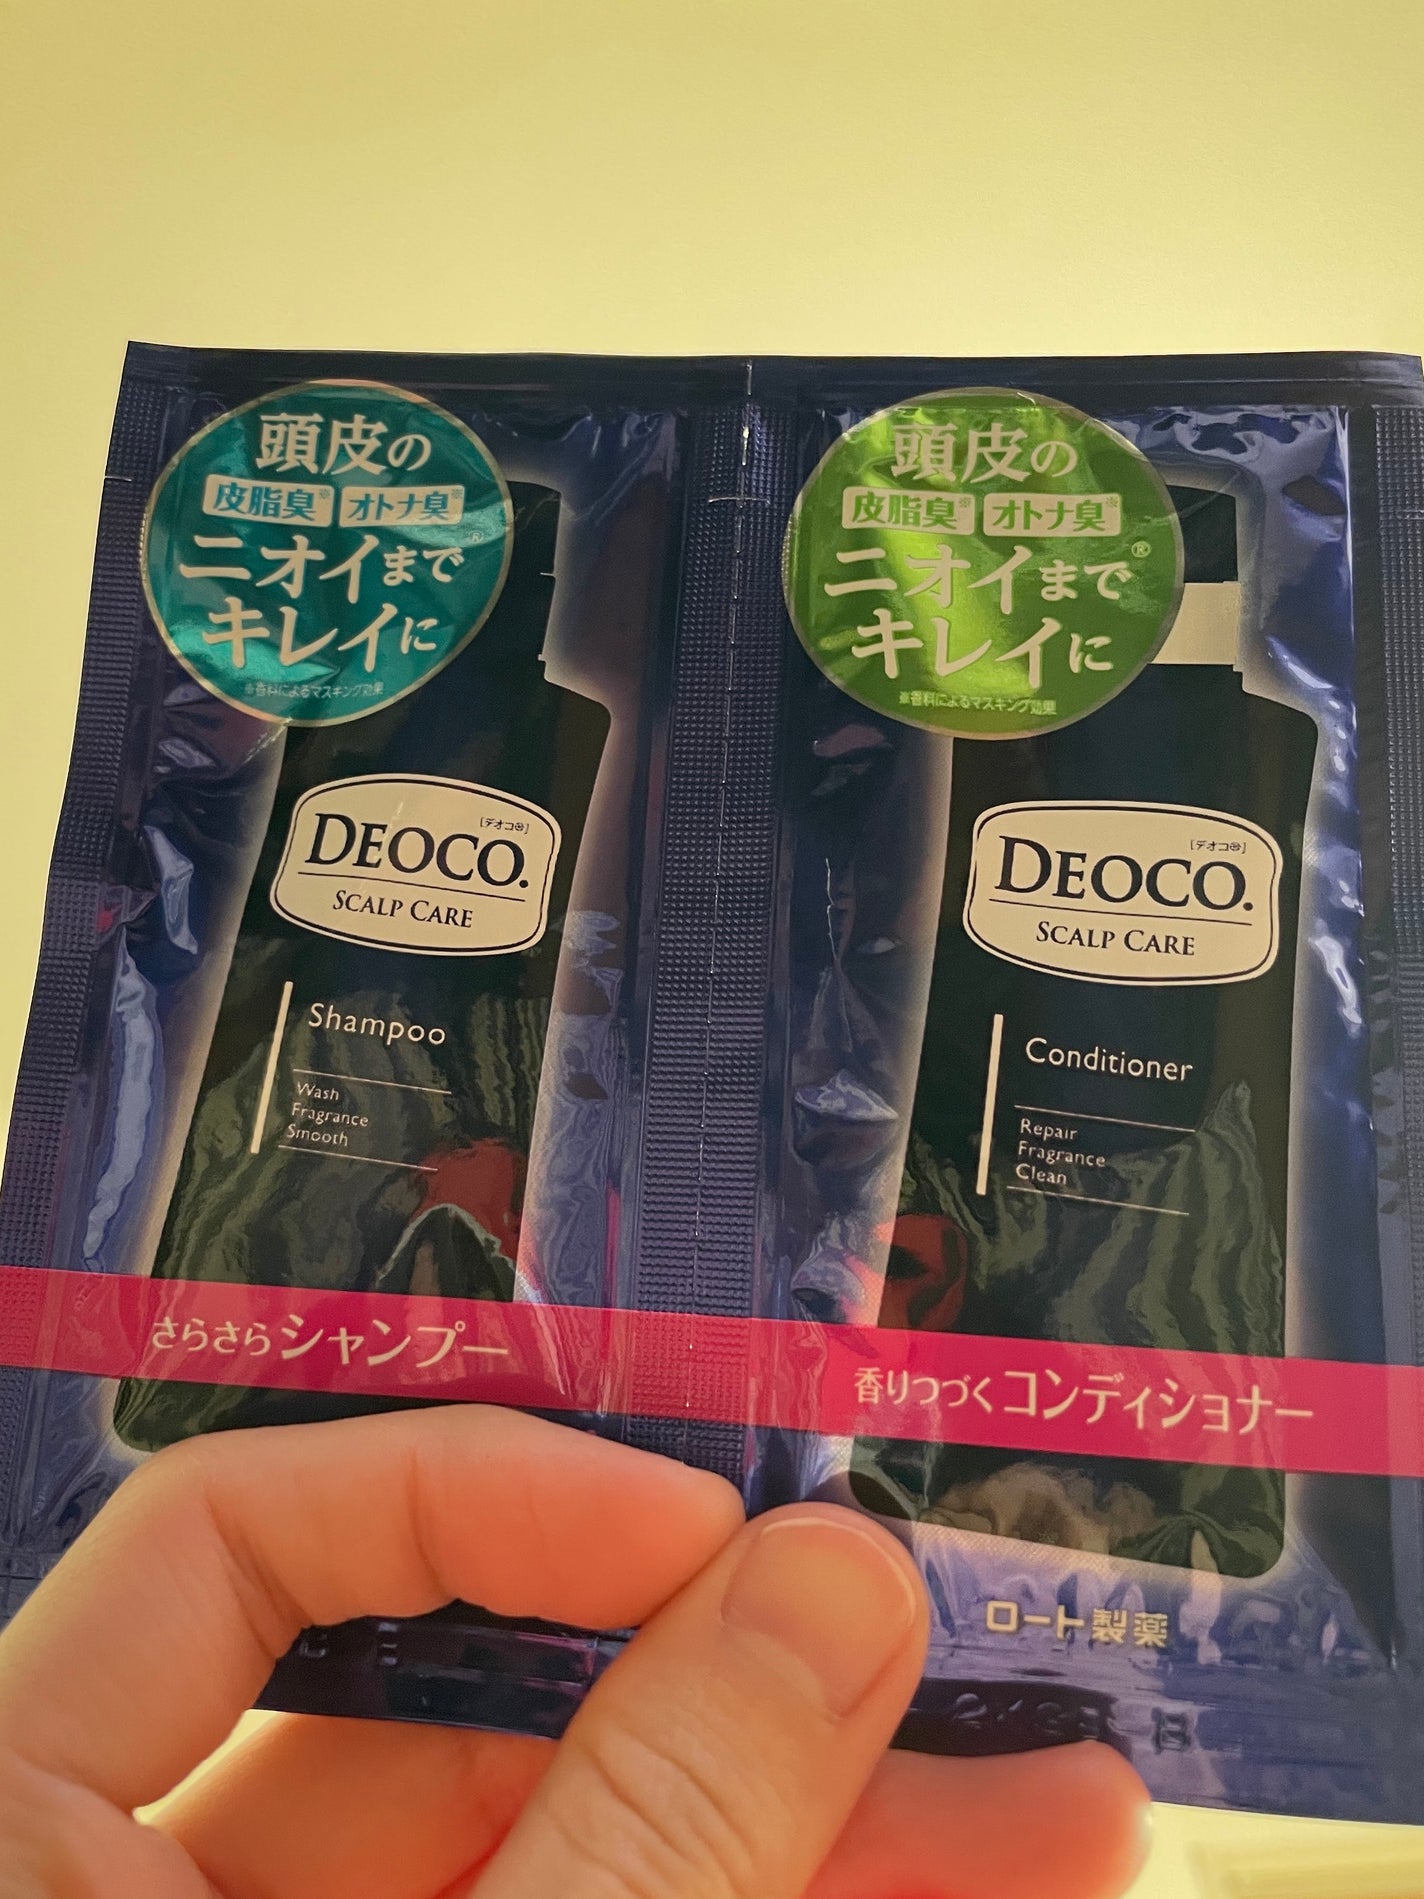 頭皮の
皮脂臭※ オトナ臭※
ニオイまで®
キレイに
※香料によるマスキング効果
[デオコ®]
DEOCO.
SCALP CARE
Shampoo
Wash
Fragrance
Smooth
さらさらシャンプー
頭皮の
皮脂臭※ オトナ臭※
ニオイまで®
キレイに
※香料によるマスキング効果
[デオコ®]
DEOCO.
SCALP CARE
Conditioner
Repair
Fragrance
Clean
香りつづくコンディショナー
ロート製薬